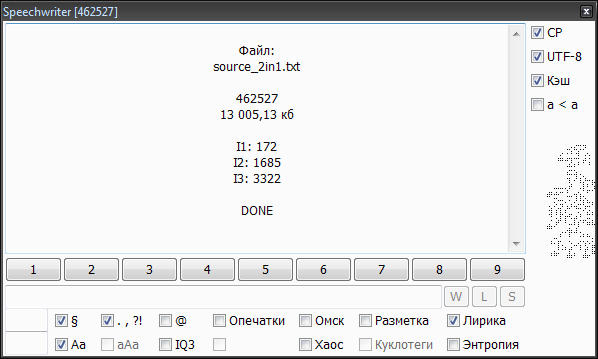 Speechwriter [462527]
Файл:
source_2in1.txt
462527
13 005,13 кб
I1: 172
I2: 1685
I3: 3322
DONE
CP
UTF-8
Кэш
a < a
1 2 3 4 5 6 7 8 9
W L S
§ . , ?! @ Опечатки Омск Разметка Лирика
Aa aAa IQ3 Хаос Куклотеги Энтропия